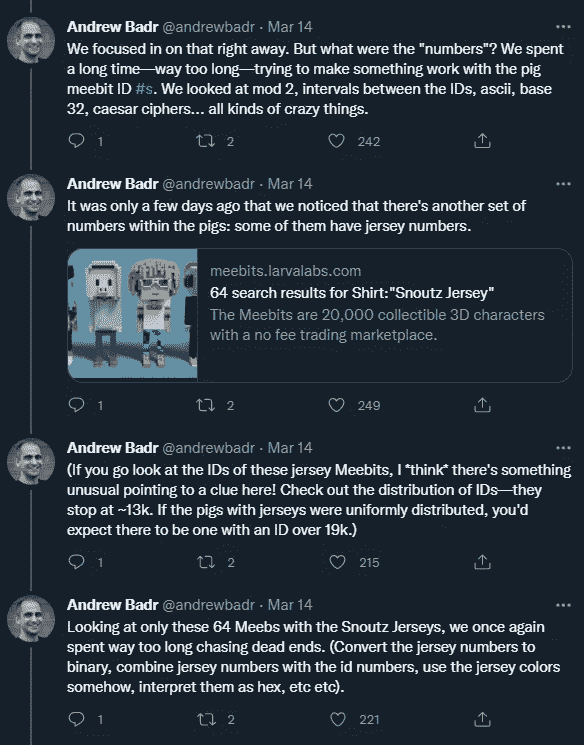 Andrew Badr @andrewbadr · Mar 14
We focused in on that right away. But what were the "numbers"? We spent
a long time—way too long—trying to make something work with the pig
meebit ID #s. We looked at mod 2, intervals between the IDs, ascii, base
32, caesar ciphers... all kinds of crazy things.
1 2 242
Andrew Badr @andrewbadr · Mar 14
It was only a few days ago that we noticed that there's another set of
numbers within the pigs: some of them have jersey numbers.
meebits.larvalabs.com
64 search results for Shirt:"Snoutz Jersey"
The Meebits are 20,000 collectible 3D characters
with a no fee trading marketplace.
1 2 249
Andrew Badr @andrewbadr · Mar 14
(If you go look at the IDs of these jersey Meebits, I *think* there's something
unusual pointing to a clue here! Check out the distribution of IDs—they
stop at ~13k. If the pigs with jerseys were uniformly distributed, you'd
expect there to be one with an ID over 19k.)
1 2 215
Andrew Badr @andrewbadr · Mar 14
Looking at only these 64 Meebs with the Snoutz Jerseys, we once again
spent way too long chasing dead ends. (Convert the jersey numbers to
binary, combine jersey numbers with the id numbers, use the jersey colors
somehow, interpret them as hex, etc etc).
1 2 221